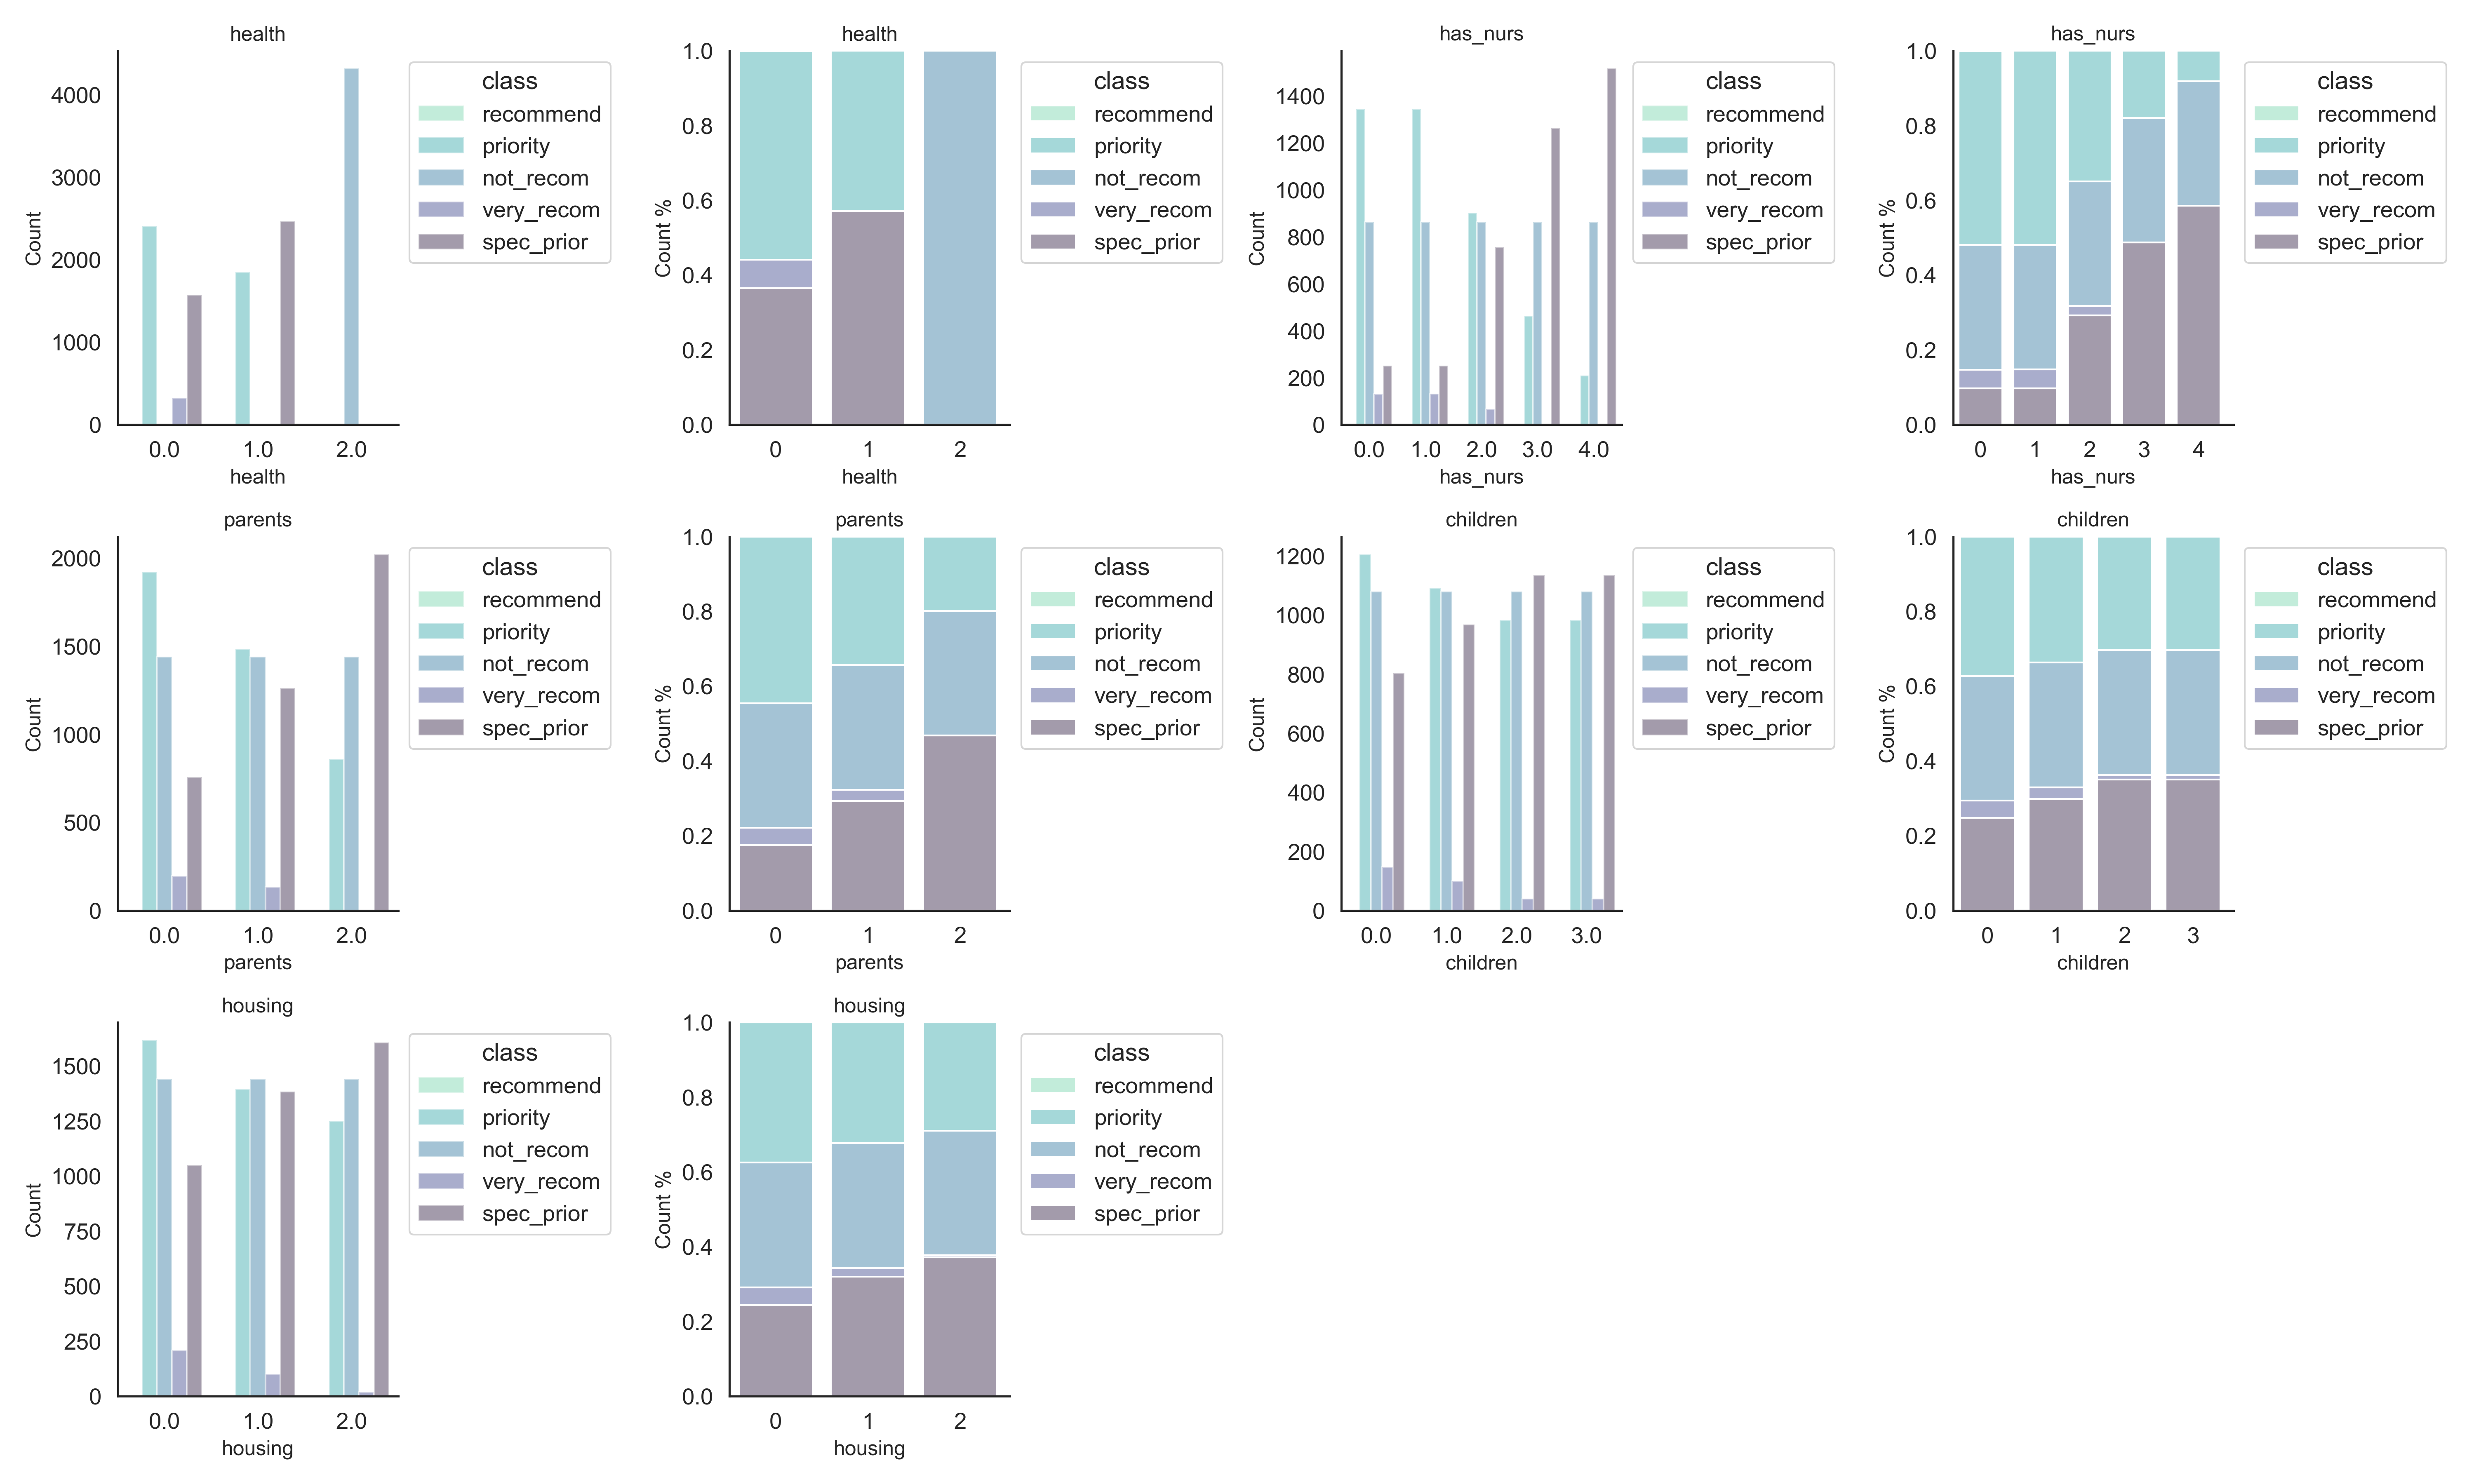 health
4000
3000
2000
1000
0
Count
0.0 1.0 2.0
health
class
recommend
priority
not_recom
very_recom
spec_prior
health
1.0
0.8
0.6
0.4
0.2
0.0
Count %
0 1 2
health
class
recommend
priority
not_recom
very_recom
spec_prior
has_nurs
1400
1200
1000
800
600
400
200
0
Count
0.0 1.0 2.0 3.0 4.0
has_nurs
class
recommend
priority
not_recom
very_recom
spec_prior
has_nurs
1.0
0.8
0.6
0.4
0.2
0.0
Count %
0 1 2 3 4
has_nurs
class
recommend
priority
not_recom
very_recom
spec_prior
parents
2000
1500
1000
500
0
Count
0.0 1.0 2.0
parents
class
recommend
priority
not_recom
very_recom
spec_prior
parents
1.0
0.8
0.6
0.4
0.2
0.0
Count %
0 1 2
parents
class
recommend
priority
not_recom
very_recom
spec_prior
children
1200
1000
800
600
400
200
0
Count
0.0 1.0 2.0 3.0
children
class
recommend
priority
not_recom
very_recom
spec_prior
children
1.0
0.8
0.6
0.4
0.2
0.0
Count %
0 1 2 3
children
class
recommend
priority
not_recom
very_recom
spec_prior
housing
1500
1250
1000
750
500
250
0
Count
0.0 1.0 2.0
housing
class
recommend
priority
not_recom
very_recom
spec_prior
housing
1.0
0.8
0.6
0.4
0.2
0.0
Count %
0 1 2
housing
class
recommend
priority
not_recom
very_recom
spec_prior